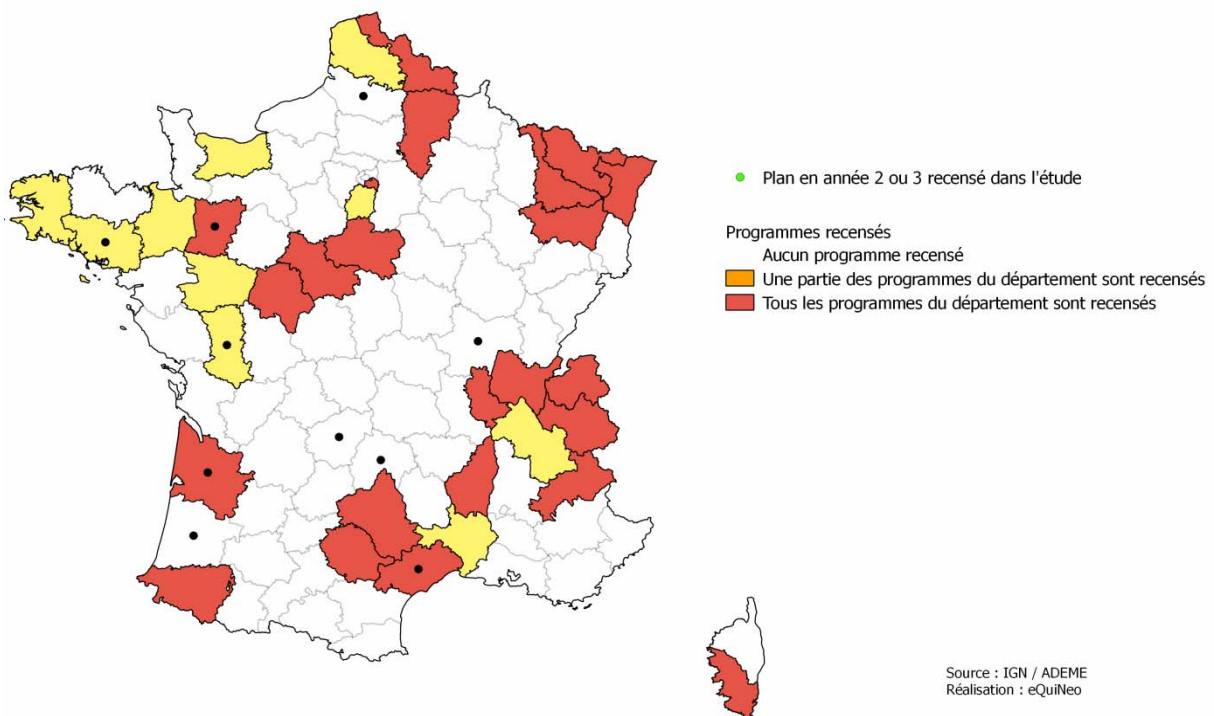 Plan en année 2 ou 3 recensé dans l'étude
Programmes recensés
Aucun programme recensé
Une partie des programmes du département sont recensés
Tous les programmes du département sont recensés
Source : IGN / ADEME
Réalisation : eQuiNeo